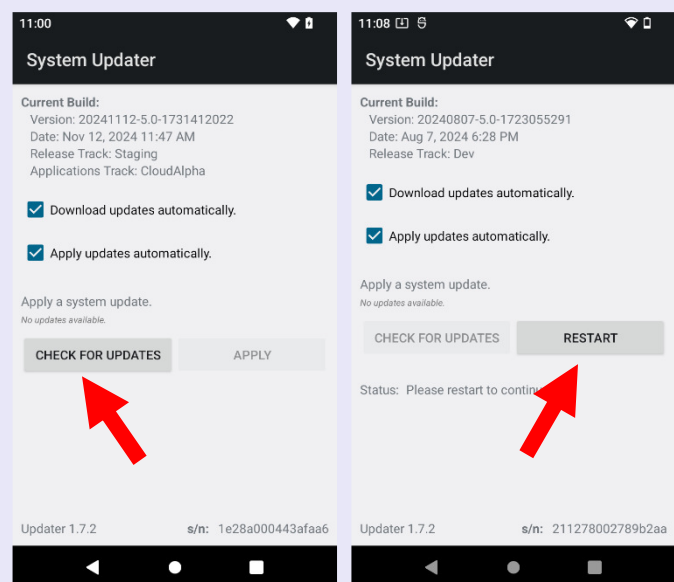 11:00
System Updater
Current Build:
Version: 20241112-5.0-1731412022
Date: Nov 12, 2024 11:47 AM
Release Track: Staging
Applications Track: CloudAlpha
Download updates automatically.
Apply updates automatically.
Apply a system update.
No updates available.
CHECK FOR UPDATES
APPLY
Updater 1.7.2
s/n: 1e28a000443afaa6
11:08
System Updater
Current Build:
Version: 20240807-5.0-1723055291
Date: Aug 7, 2024 6:28 PM
Release Track: Dev
Download updates automatically.
Apply updates automatically.
Apply a system update.
No updates available.
CHECK FOR UPDATES
RESTART
Status: Please restart to
Updater 1.7.2
s/n: 211278002789b2aa